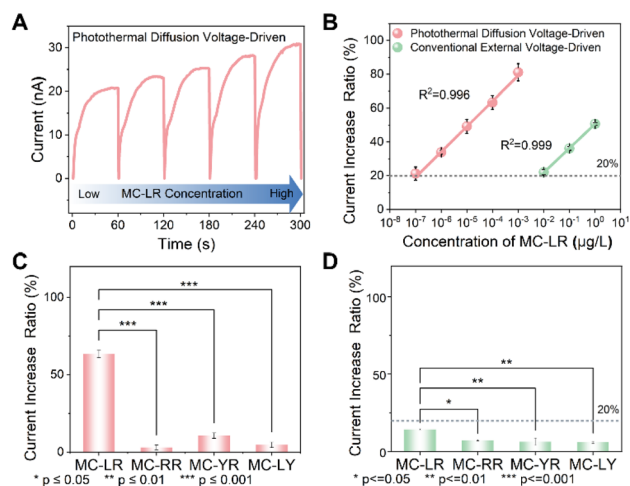 A
Photothermal Diffusion Voltage-Driven
Current (nA)
30
20
10
0
Low MC-LR Concentration High
0 60 120 180 240 300
Time (s)
B
Current Increase Ratio (%)
Photothermal Diffusion Voltage-Driven
Conventional External Voltage-Driven
100
80
60
40
20
0
R²=0.996
R²=0.999
20%
10⁻⁸ 10⁻⁷ 10⁻⁶ 10⁻⁵ 10⁻⁴ 10⁻³ 10⁻² 10⁻¹ 10⁰ 10¹
Concentration of MC-LR (μg/L)
C
Current Increase Ratio (%)
100
50
0
***
***
***
MC-LR MC-RR MC-YR MC-LY
* p ≤ 0.05 ** p ≤ 0.01 *** p ≤ 0.001
D
Current Increase Ratio (%)
100
50
0
**
**
*
20%
MC-LR MC-RR MC-YR MC-LY
* p<=0.05 ** p<=0.01 *** p<=0.001